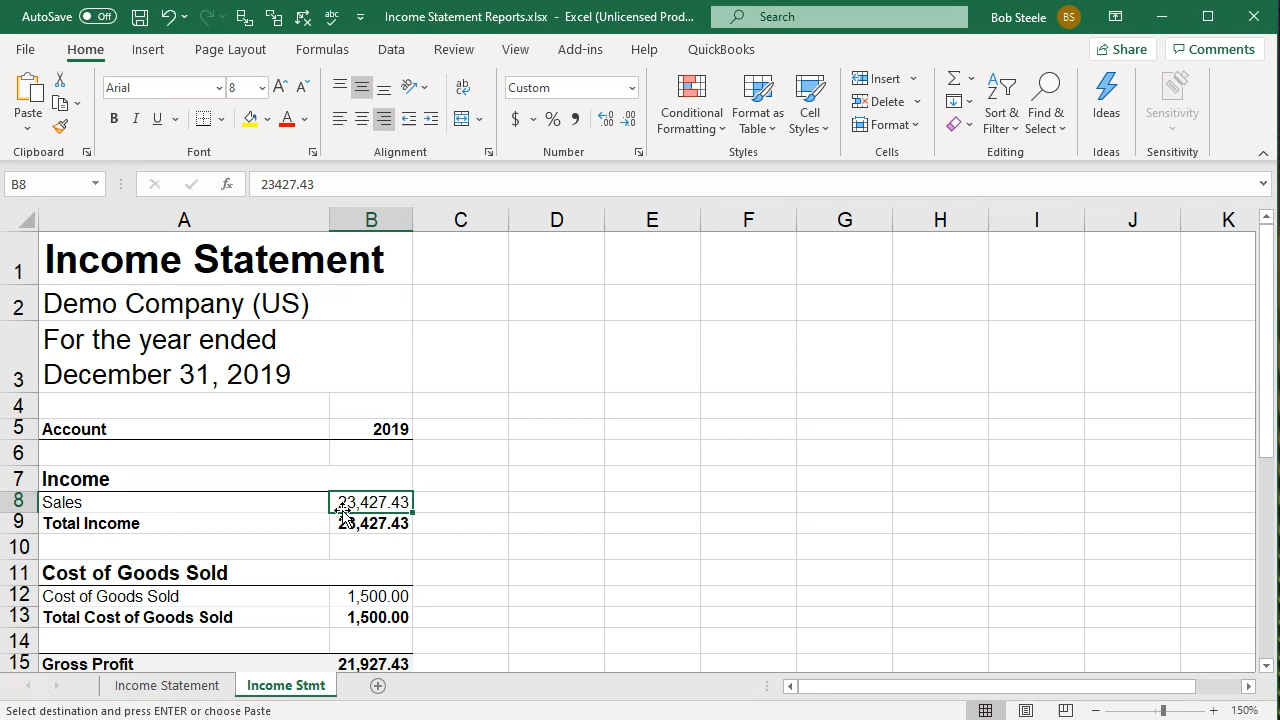 AutoSave Off Income Statement Reports.xlsx - Excel (Unlicensed Prod... Search Bob Steele BS
File Home Insert Page Layout Formulas Data Review View Add-ins Help QuickBooks Share Comments
Paste Arial 8 Custom Conditional Formatting Format as Table Cell Styles Insert Delete Format Sort & Filter Find & Select Ideas Sensitivity
Clipboard Font Alignment Number Styles Cells Editing Ideas Sensitivity
B8 fx 23427.43
A B C D E F G H I J K
1 Income Statement
2 Demo Company (US)
For the year ended
3 December 31, 2019
4
5 Account 2019
6
7 Income
8 Sales 23,427.43
9 Total Income 23,427.43
10
11 Cost of Goods Sold
12 Cost of Goods Sold 1,500.00
13 Total Cost of Goods Sold 1,500.00
14
15 Gross Profit 21,927.43
Income Statement Income Stmt
Select destination and press ENTER or choose Paste 150%